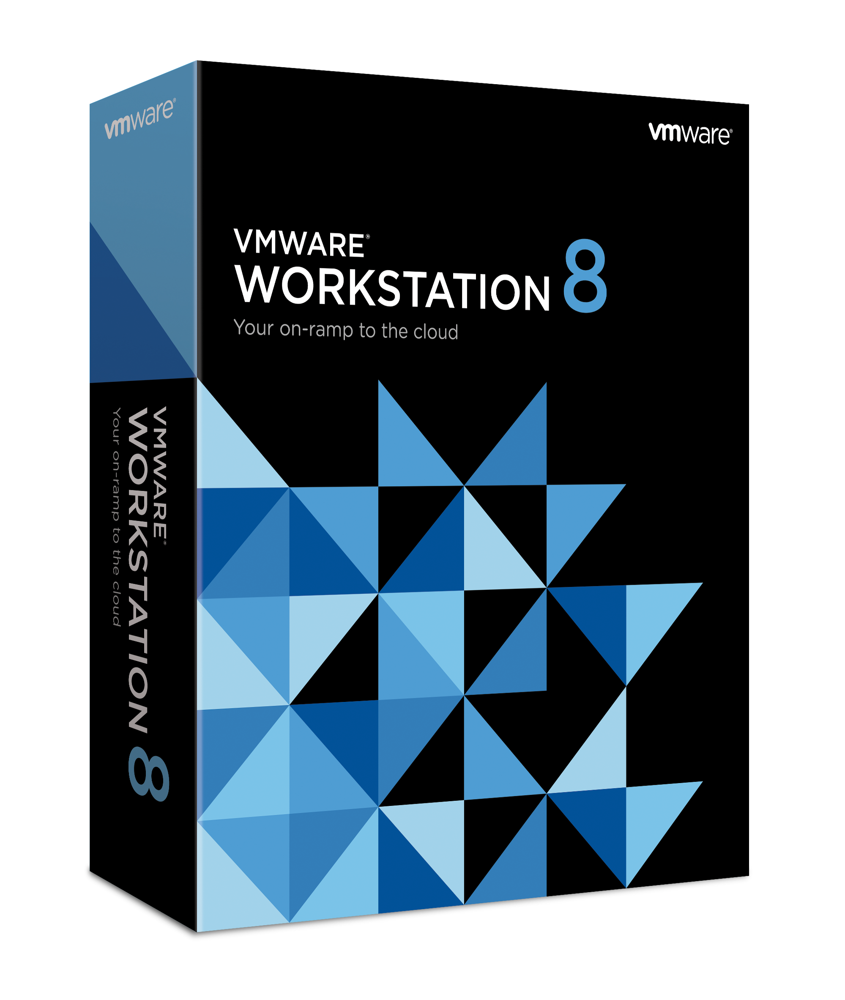 vmware®
vmware®
VMWARE®
WORKSTATION 8
Your on-ramp to the cloud
VMWARE®
WORKSTATION 8
Your on-ramp to the cloud